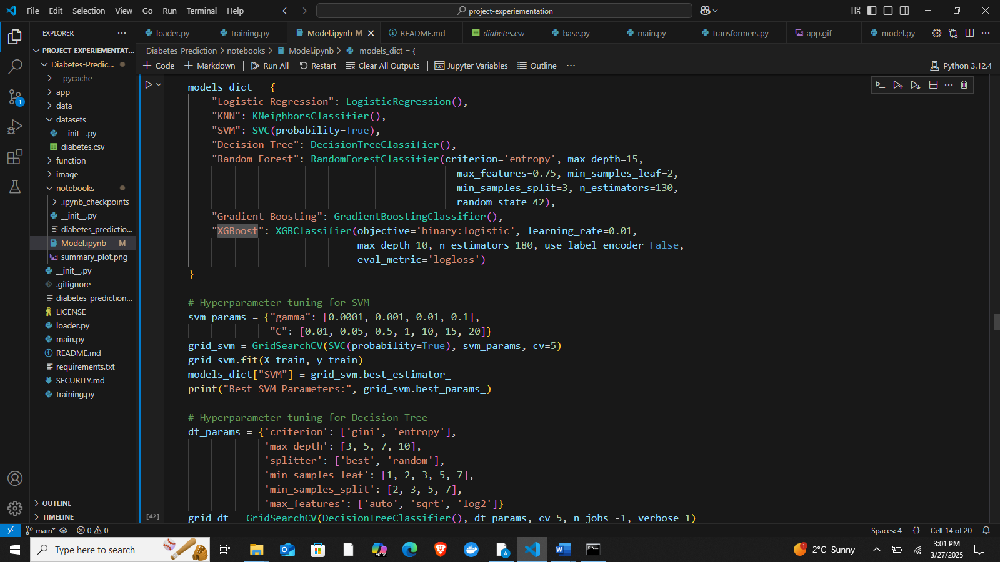 File Edit Selection View Go Run Terminal Help project-experiementation
EXPLORER
loader.py training.py Model.ipynb M README.md diabetes.csv base.py main.py transformers.py app.gif model.py
PROJECT-EXPERIEMENTAT...
Diabetes-Predic...
__pycache__
app
data
datasets
__init__.py
diabetes.csv
function
image
notebooks
.ipynb_checkpoints
__init__.py
diabetes_predictio...
Model.ipynb M
summary_plot.png
__init__.py
.gitignore
diabetes_prediction...
LICENSE
loader.py
main.py
README.md
requirements.txt
SECURITY.md
training.py
OUTLINE
TIMELINE
1
Diabetes-Prediction > notebooks > Model.ipynb > models_dict = {
+ Code + Markdown Run All Restart Clear All Outputs Jupyter Variables Outline ... Python 3.12.4
models_dict = {
"Logistic Regression": LogisticRegression(),
"KNN": KNeighborsClassifier(),
"SVM": SVC(probability=True),
"Decision Tree": DecisionTreeClassifier(),
"Random Forest": RandomForestClassifier(criterion='entropy', max_depth=15,
max_features=0.75, min_samples_leaf=2,
min_samples_split=3, n_estimators=130,
random_state=42),
"Gradient Boosting": GradientBoostingClassifier(),
"XGBoost": XGBClassifier(objective='binary:logistic', learning_rate=0.01,
max_depth=10, n_estimators=180, use_label_encoder=False,
eval_metric='logloss')
}
# Hyperparameter tuning for SVM
svm_params = {"gamma": [0.0001, 0.001, 0.01, 0.1],
"C": [0.01, 0.05, 0.5, 1, 10, 15, 20]}
grid_svm = GridSearchCV(SVC(probability=True), svm_params, cv=5)
grid_svm.fit(X_train, y_train)
models_dict["SVM"] = grid_svm.best_estimator_
print("Best SVM Parameters:", grid_svm.best_params_)
# Hyperparameter tuning for Decision Tree
dt_params = {'criterion': ['gini', 'entropy'],
'max_depth': [3, 5, 7, 10],
'splitter': ['best', 'random'],
'min_samples_leaf': [1, 2, 3, 5, 7],
'min_samples_split': [2, 3, 5, 7],
'max_features': ['auto', 'sqrt', 'log2']}
grid_dt = GridSearchCV(DecisionTreeClassifier(), dt_params, cv=5, n_jobs=-1, verbose=1)
[42]
main* 0 0 Spaces: 4 {} Cell 14 of 20
Type here to search M365 A W 1 2°C Sunny 3:01 PM
3/27/2025